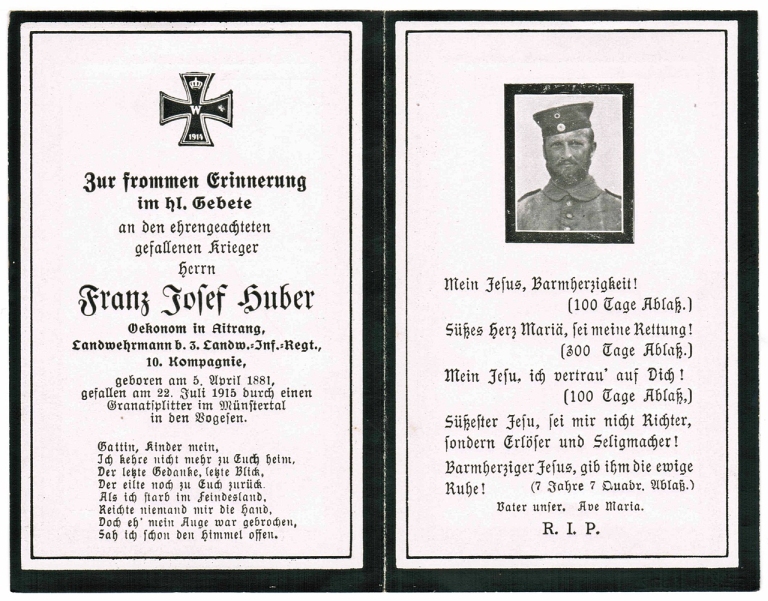 W
1914
Zur frommen Erinnerung
im hl. Gebete
an den ehrengeachteten
gefallenen Krieger
Herrn
Franz Josef Huber
Oekonom in Aitrang,
Landwehrmann b. 3. Landw.-Inf.-Regt.,
10. Kompagnie,
geboren am 5. April 1881,
gefallen am 22. Juli 1915 durch einen
Granatsplitter im Münstertal
in den Vogesen.
Gattin, Kinder mein,
Ich kehre nicht mehr zu Euch heim,
Der letzte Gedanke, letzte Blick,
Der eilte noch zu Euch zurück.
Als ich starb im Feindesland,
Reichte niemand mir die Hand,
Doch eh' mein Auge war gebrochen,
Sah ich schon den Himmel offen.
Mein Jesus, Barmherzigkeit!
(100 Tage Ablaß.)
Süßes Herz Mariä, sei meine Rettung!
(300 Tage Ablaß.)
Mein Jesu, ich vertrau' auf Dich!
(100 Tage Ablaß.)
Süßester Jesu, sei mir nicht Richter,
sondern Erlöser und Seligmacher!
Barmherziger Jesus, gib ihm die ewige
Ruhe! (7 Jahre 7 Quadr. Ablaß.)
Vater unser. Ave Maria.
R. I. P.